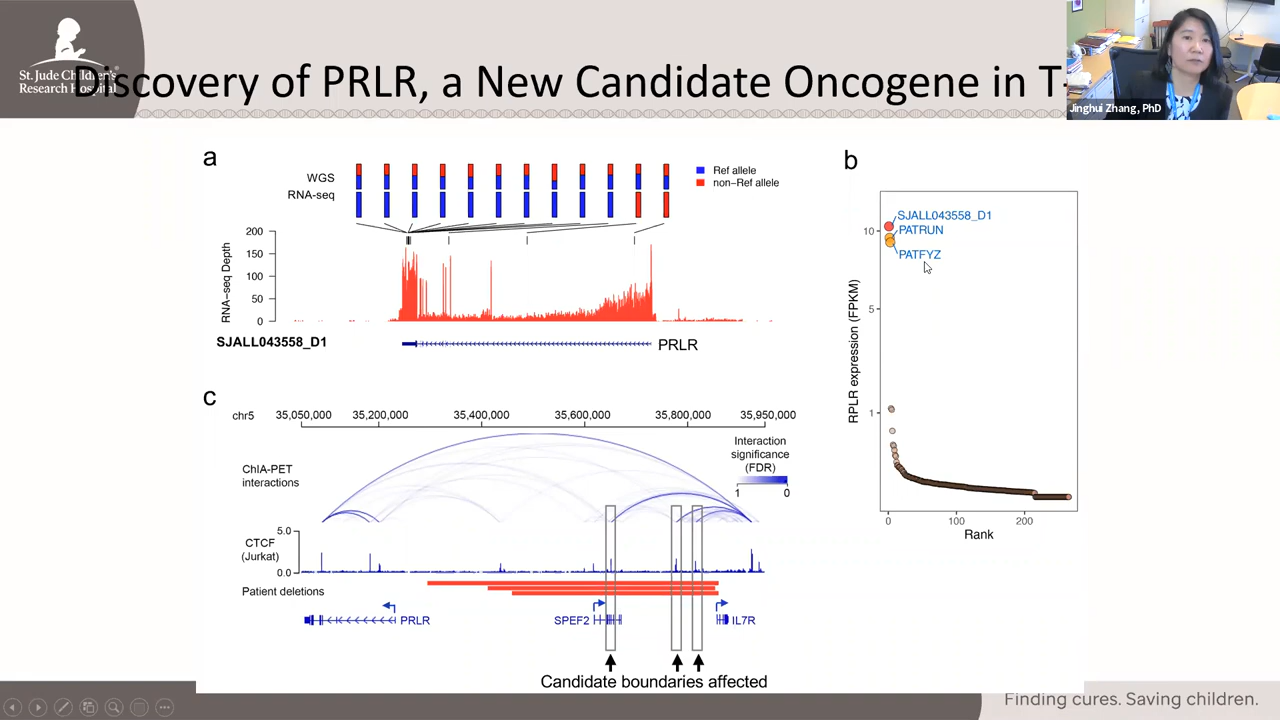 St. Jude Children's
Research Hospital
Discovery of PRLR, a New Candidate Oncogene in T-
Jinghui Zhang, PhD
a
WGS
RNA-seq
Ref allele
non-Ref allele
RNA-seq Depth
200
150
100
50
0
SJALL043558_D1
PRLR
b
SJALL043558_D1
PATRUN
PATFYZ
RPLR expression (FPKM)
10
5
1
0
100
200
Rank
c
chr5
35,050,000
35,200,000
35,400,000
35,600,000
35,800,000
35,950,000
ChIA-PET
interactions
Interaction
significance
(FDR)
1
0
CTCF
(Jurkat)
5.0
0.0
Patient deletions
PRLR
SPEF2
IL7R
Candidate boundaries affected
Finding cures. Saving children.